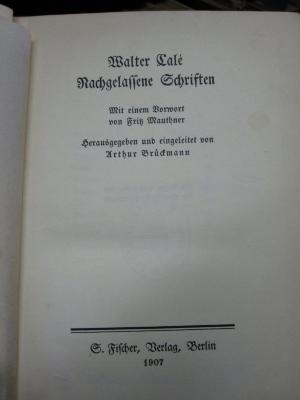 Walter Calé
Nachgelassene Schriften
Mit einem Vorwort
von Fritz Mauthner
Herausgegeben und eingeleitet von
Arthur Brückmann
S. Fischer, Verlag, Berlin
1907